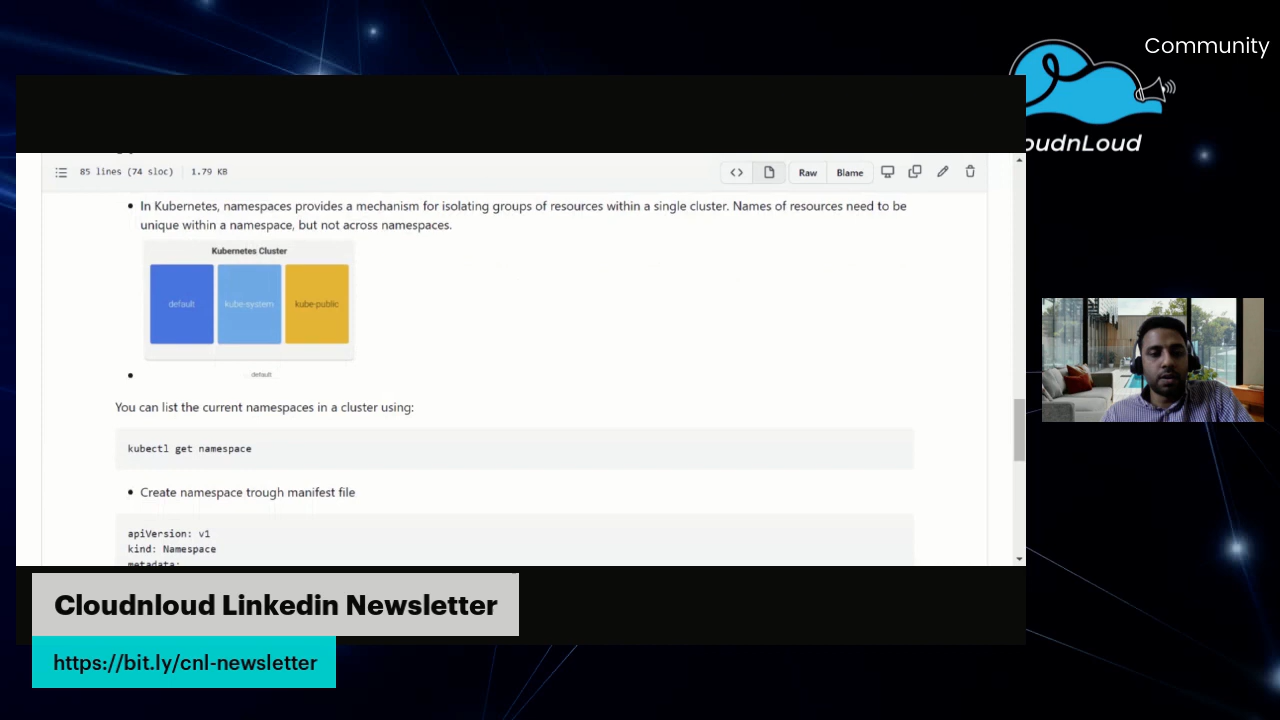 Community
oudnLoud
85 lines (74 sloc) 1.79 KB
Raw Blame
In Kubernetes, namespaces provides a mechanism for isolating groups of resources within a single cluster. Names of resources need to be
unique within a namespace, but not across namespaces.
Kubernetes Cluster
default kube-system kube-public
default
You can list the current namespaces in a cluster using:
kubectl get namespace
Create namespace trough manifest file
apiVersion: v1
kind: Namespace
metadata:
Cloudnloud Linkedin Newsletter
https://bit.ly/cnl-newsletter